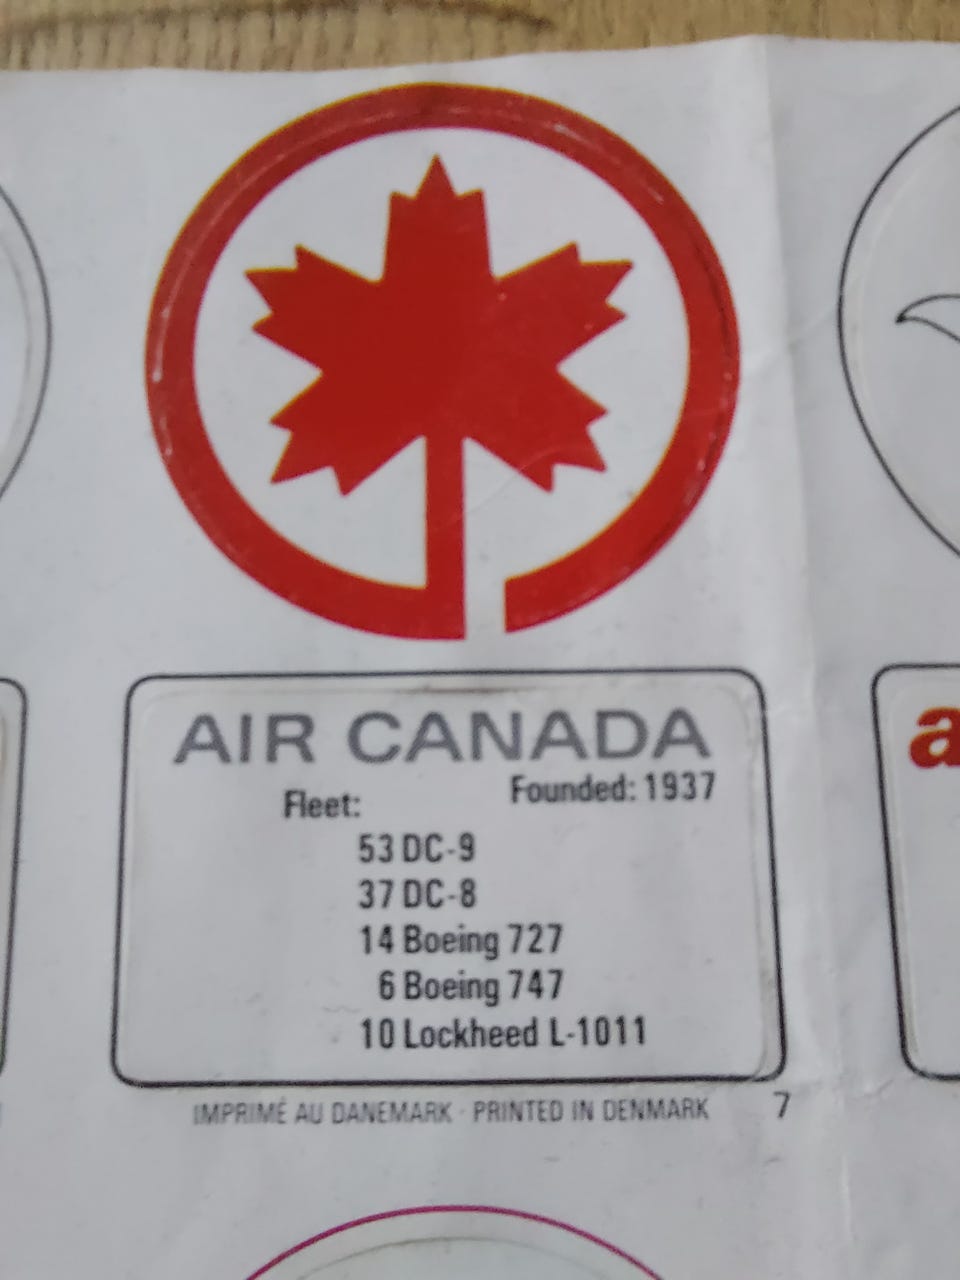 AIR CANADA
Founded: 1937
Fleet:
53 DC-9
37 DC-8
14 Boeing 727
6 Boeing 747
10 Lockheed L-1011
IMPRIMÉ AU DANEMARK · PRINTED IN DENMARK 7
a